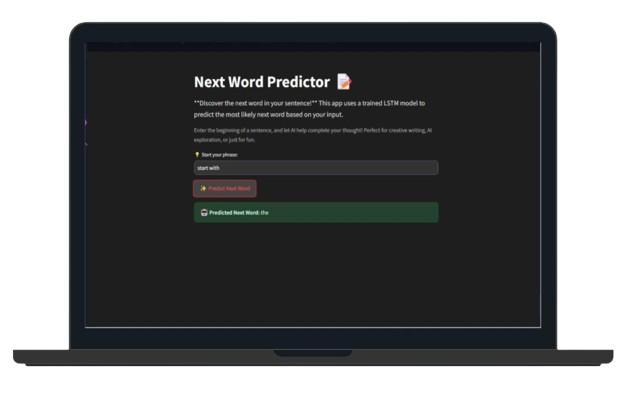 Next Word Predictor 📝
**Discover the next word in your sentence!** This app uses a trained LSTM model to
predict the most likely next word based on your input.
Enter the beginning of a sentence, and let AI help complete your thought! Perfect for creative writing, AI
exploration, or just for fun.
💡 Start your phrase:
start with
✨ Predict Next Word
Predicted Next Word: the